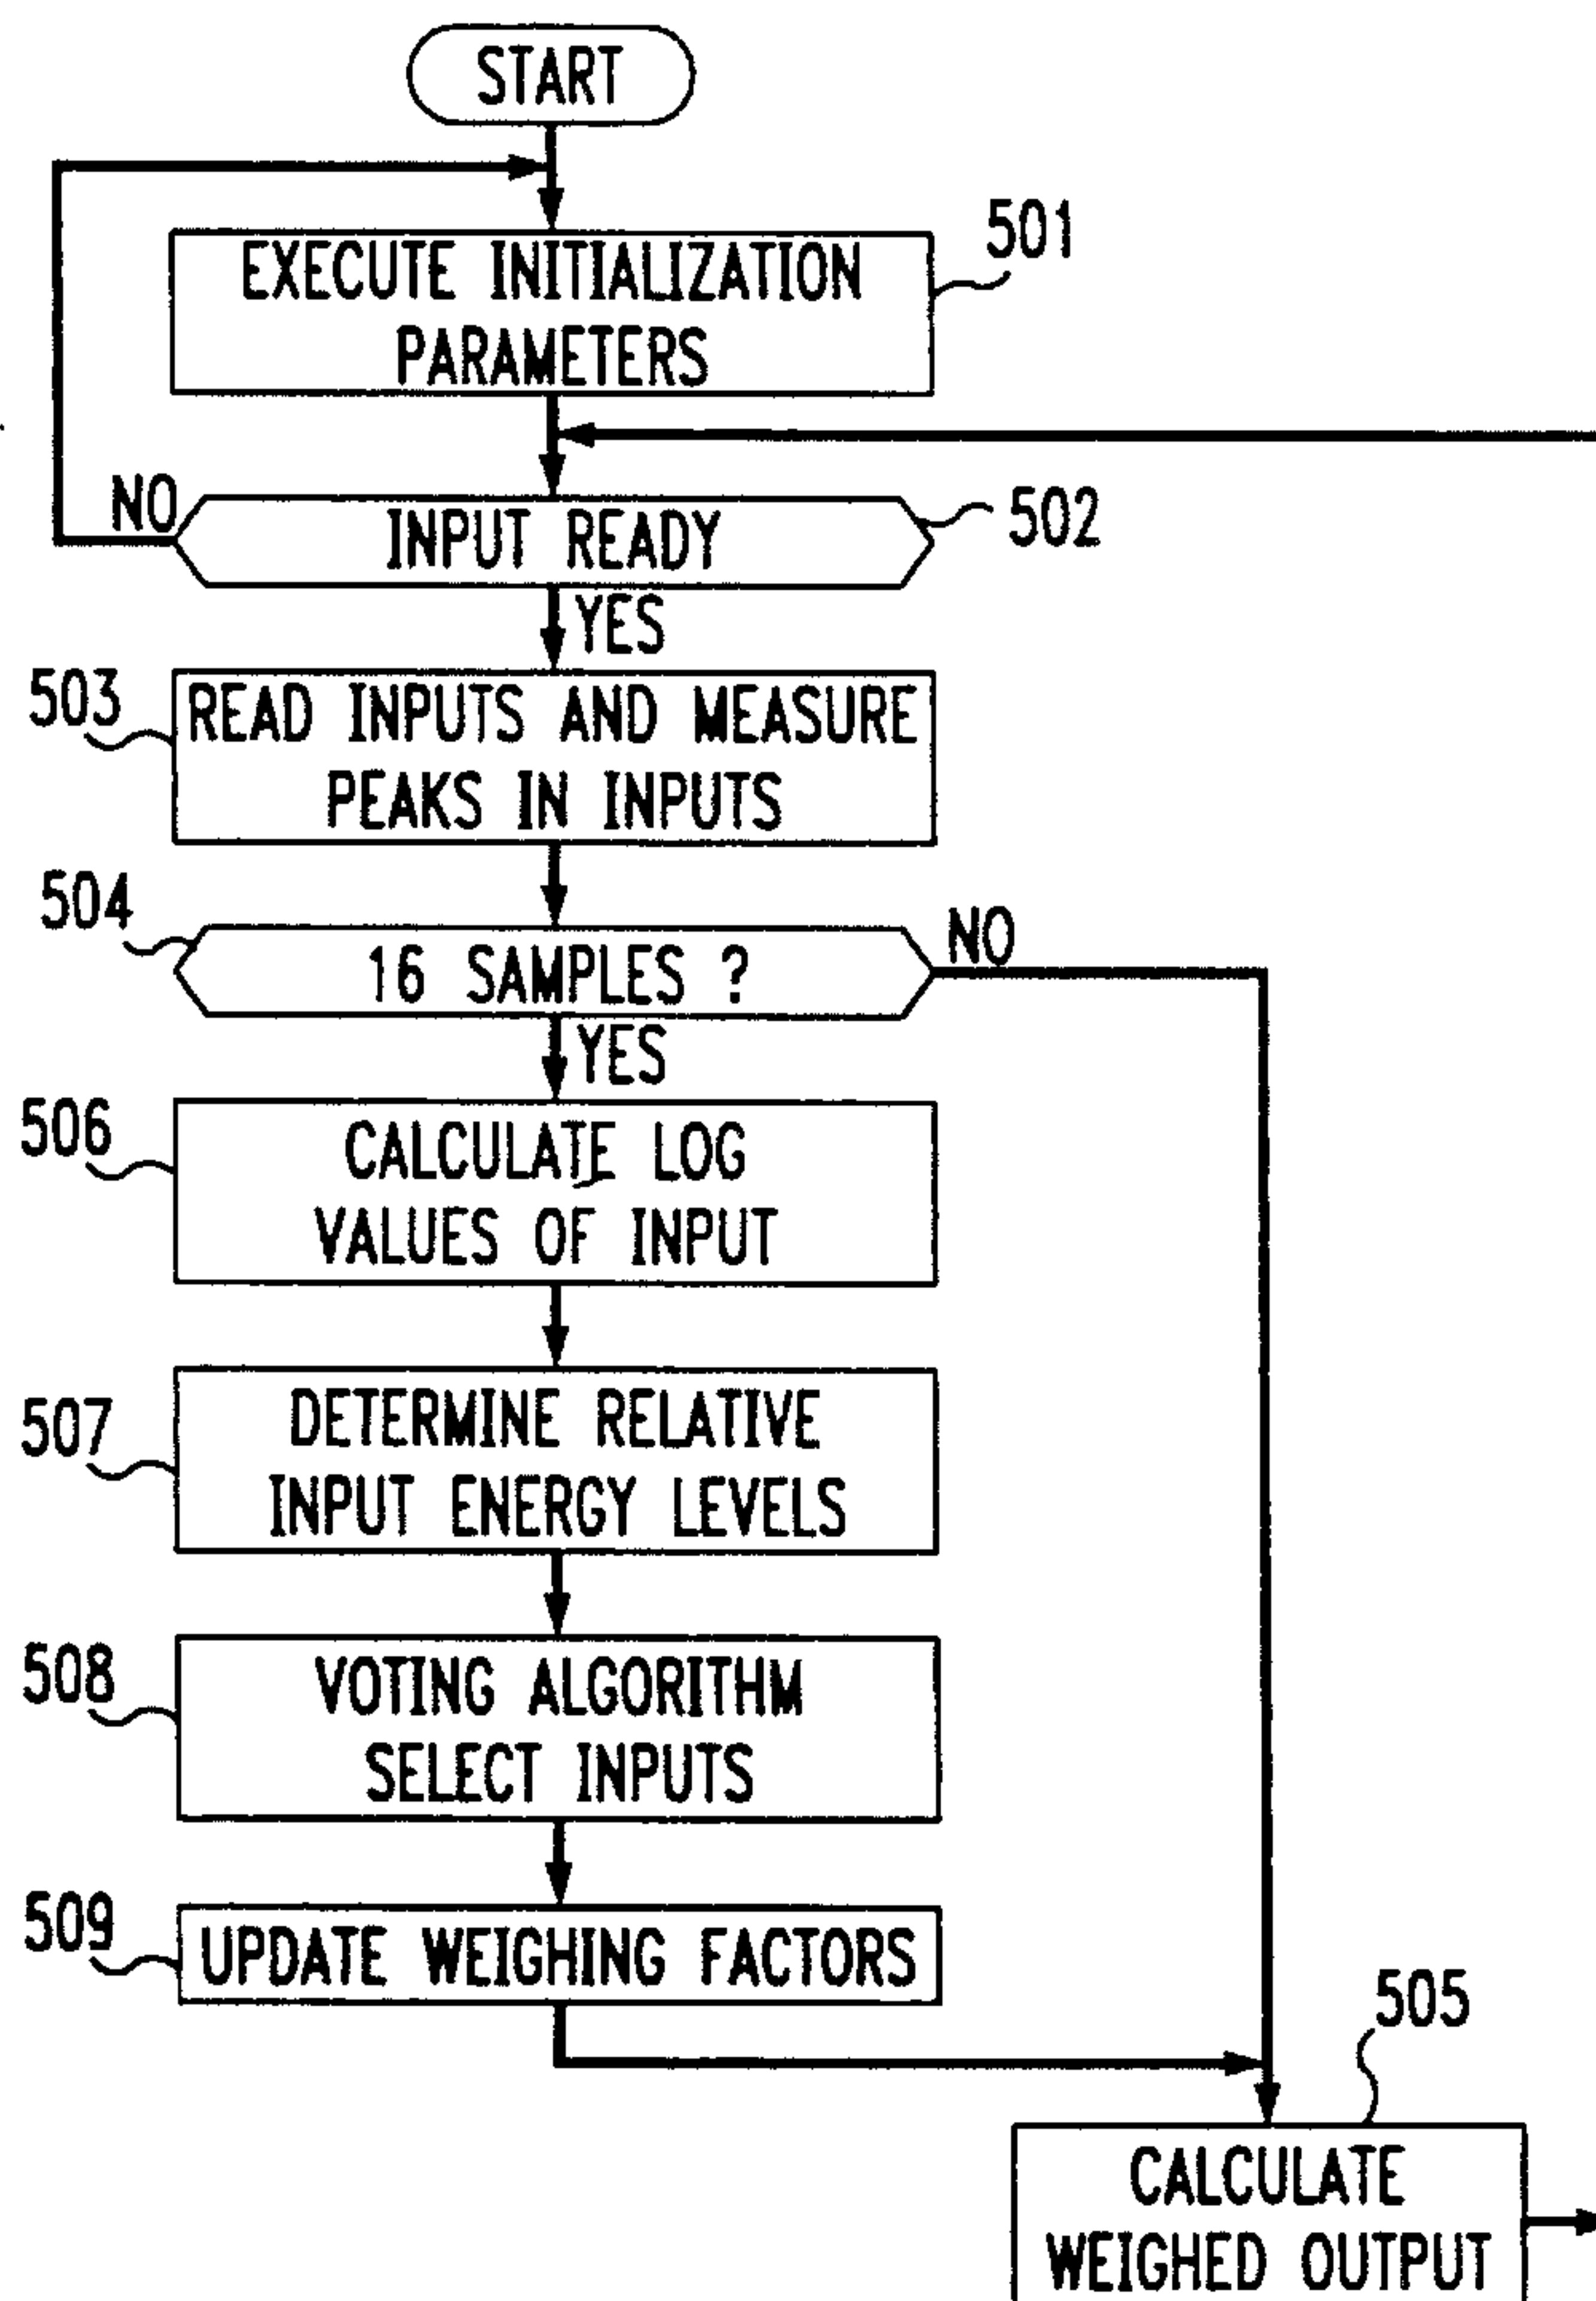 START
501
EXECUTE INITIALIZATION
PARAMETERS
NO
INPUT READY
502
YES
503
READ INPUTS AND MEASURE
PEAKS IN INPUTS
504
16 SAMPLES ?
NO
YES
506
CALCULATE LOG
VALUES OF INPUT
507
DETERMINE RELATIVE
INPUT ENERGY LEVELS
508
VOTING ALGORITHM
SELECT INPUTS
509
UPDATE WEIGHING FACTORS
505
CALCULATE
WEIGHED OUTPUT